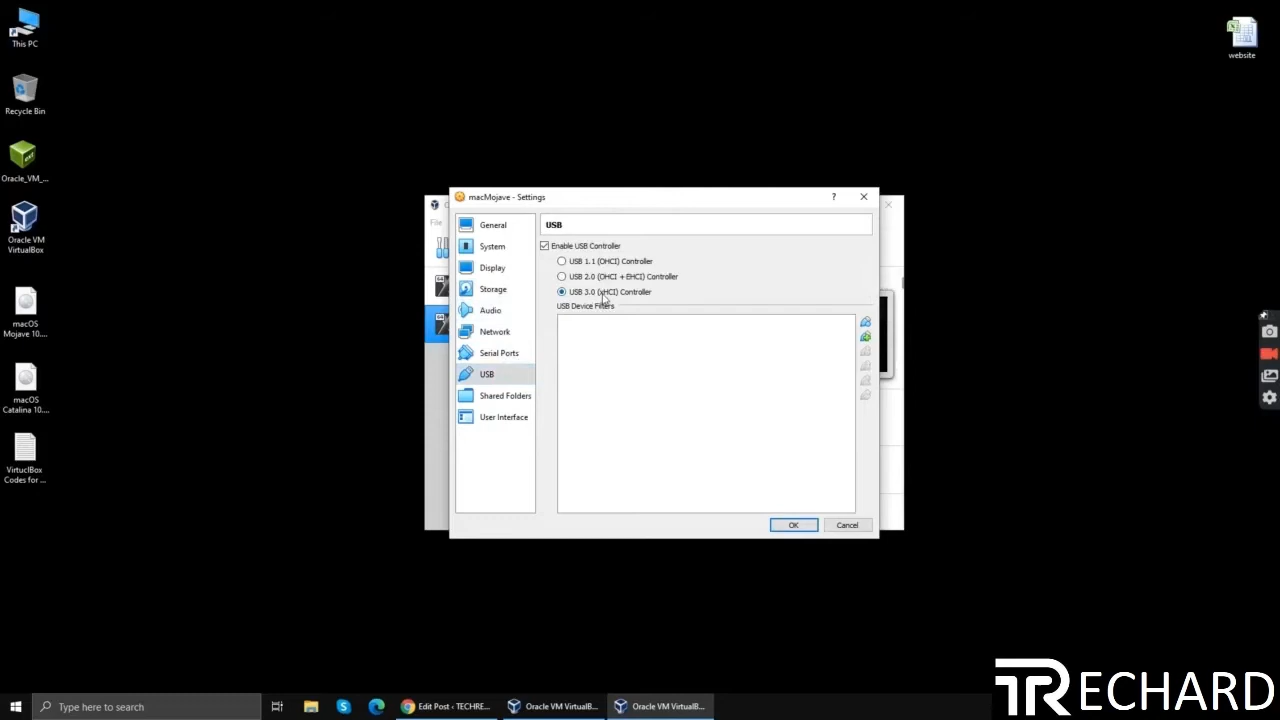 This PC
Recycle Bin
Oracle_VM_...
Oracle VM
VirtualBox
macOS
Mojave 10....
macOS
Catalina 10....
VirtuclBox
Codes for ...
website
File
macMojave - Settings
?
General
System
Display
Storage
Audio
Network
Serial Ports
USB
Shared Folders
User Interface
USB
Enable USB Controller
USB 1.1 (OHCI) Controller
USB 2.0 (OHCI + EHCI) Controller
USB 3.0 (xHCI) Controller
USB Device Filters
OK
Cancel
Type here to search
Edit Post ‹ TECHRE...
Oracle VM VirtualB...
Oracle VM VirtualB...
TRECHARD